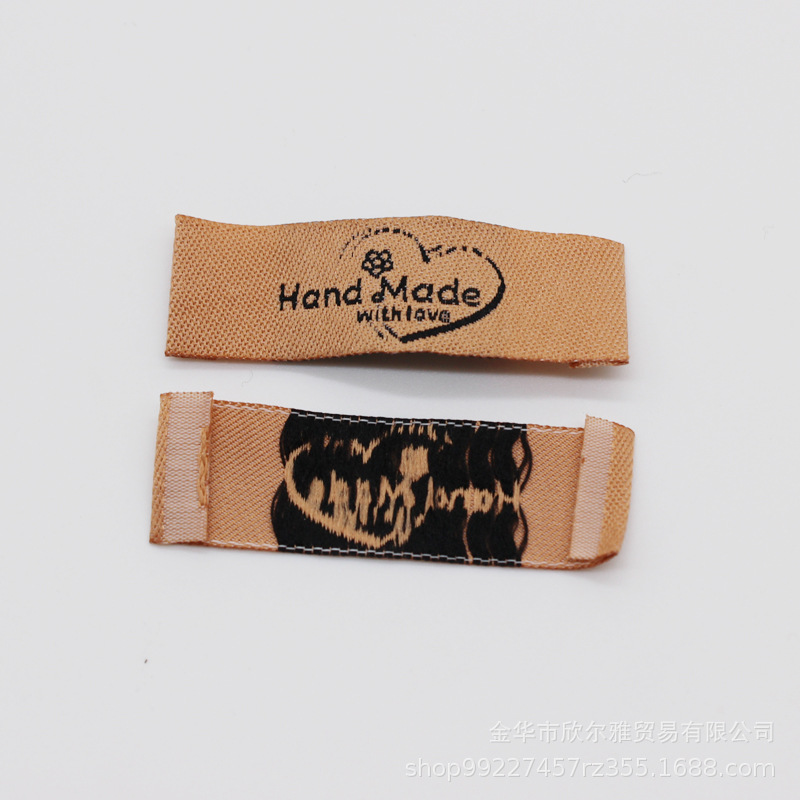 Hand Made
with love
金华市欣尔雅贸易有限公司
shop99227457rz355.1688.com